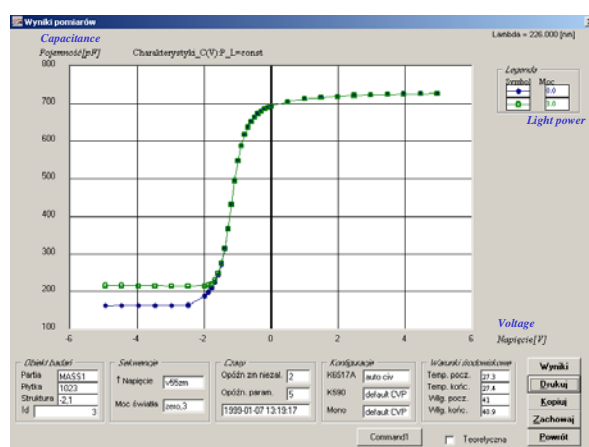 Wyniki pomiarów
Capacitance
Lambda = 226.000 [nm]
Pojemność[pF]
Charakterystyki_C(V):P_L=const
800
700
600
500
400
300
200
100
-6
-4
-2
0
2
4
6
Legenda
Symbol Moc
0.0
3.0
Light power
Voltage
Napięcie[V]
Obiekt badań
Partia MASS1
Płytka 1023
Struktura -2,1
Id 3
Sekwencje
Napięcie v55zm
Moc światła zero,3
Czasy
Opóźn zm niezal. 2
Opóźn. param. 5
1999-01-07 13:19:17
Konfiguracje
K6517A auto civ
K590 default CVP
Mono default CVP
Warunki środowiskowe
Temp. pocz. 27.3
Temp. końc. 27.4
Wilg. pocz. 41
Wilg. końc. 40.9
Wyniki
Drukuj
Kopiuj
Zachowaj
Powrót
Command1
Teoretyczna